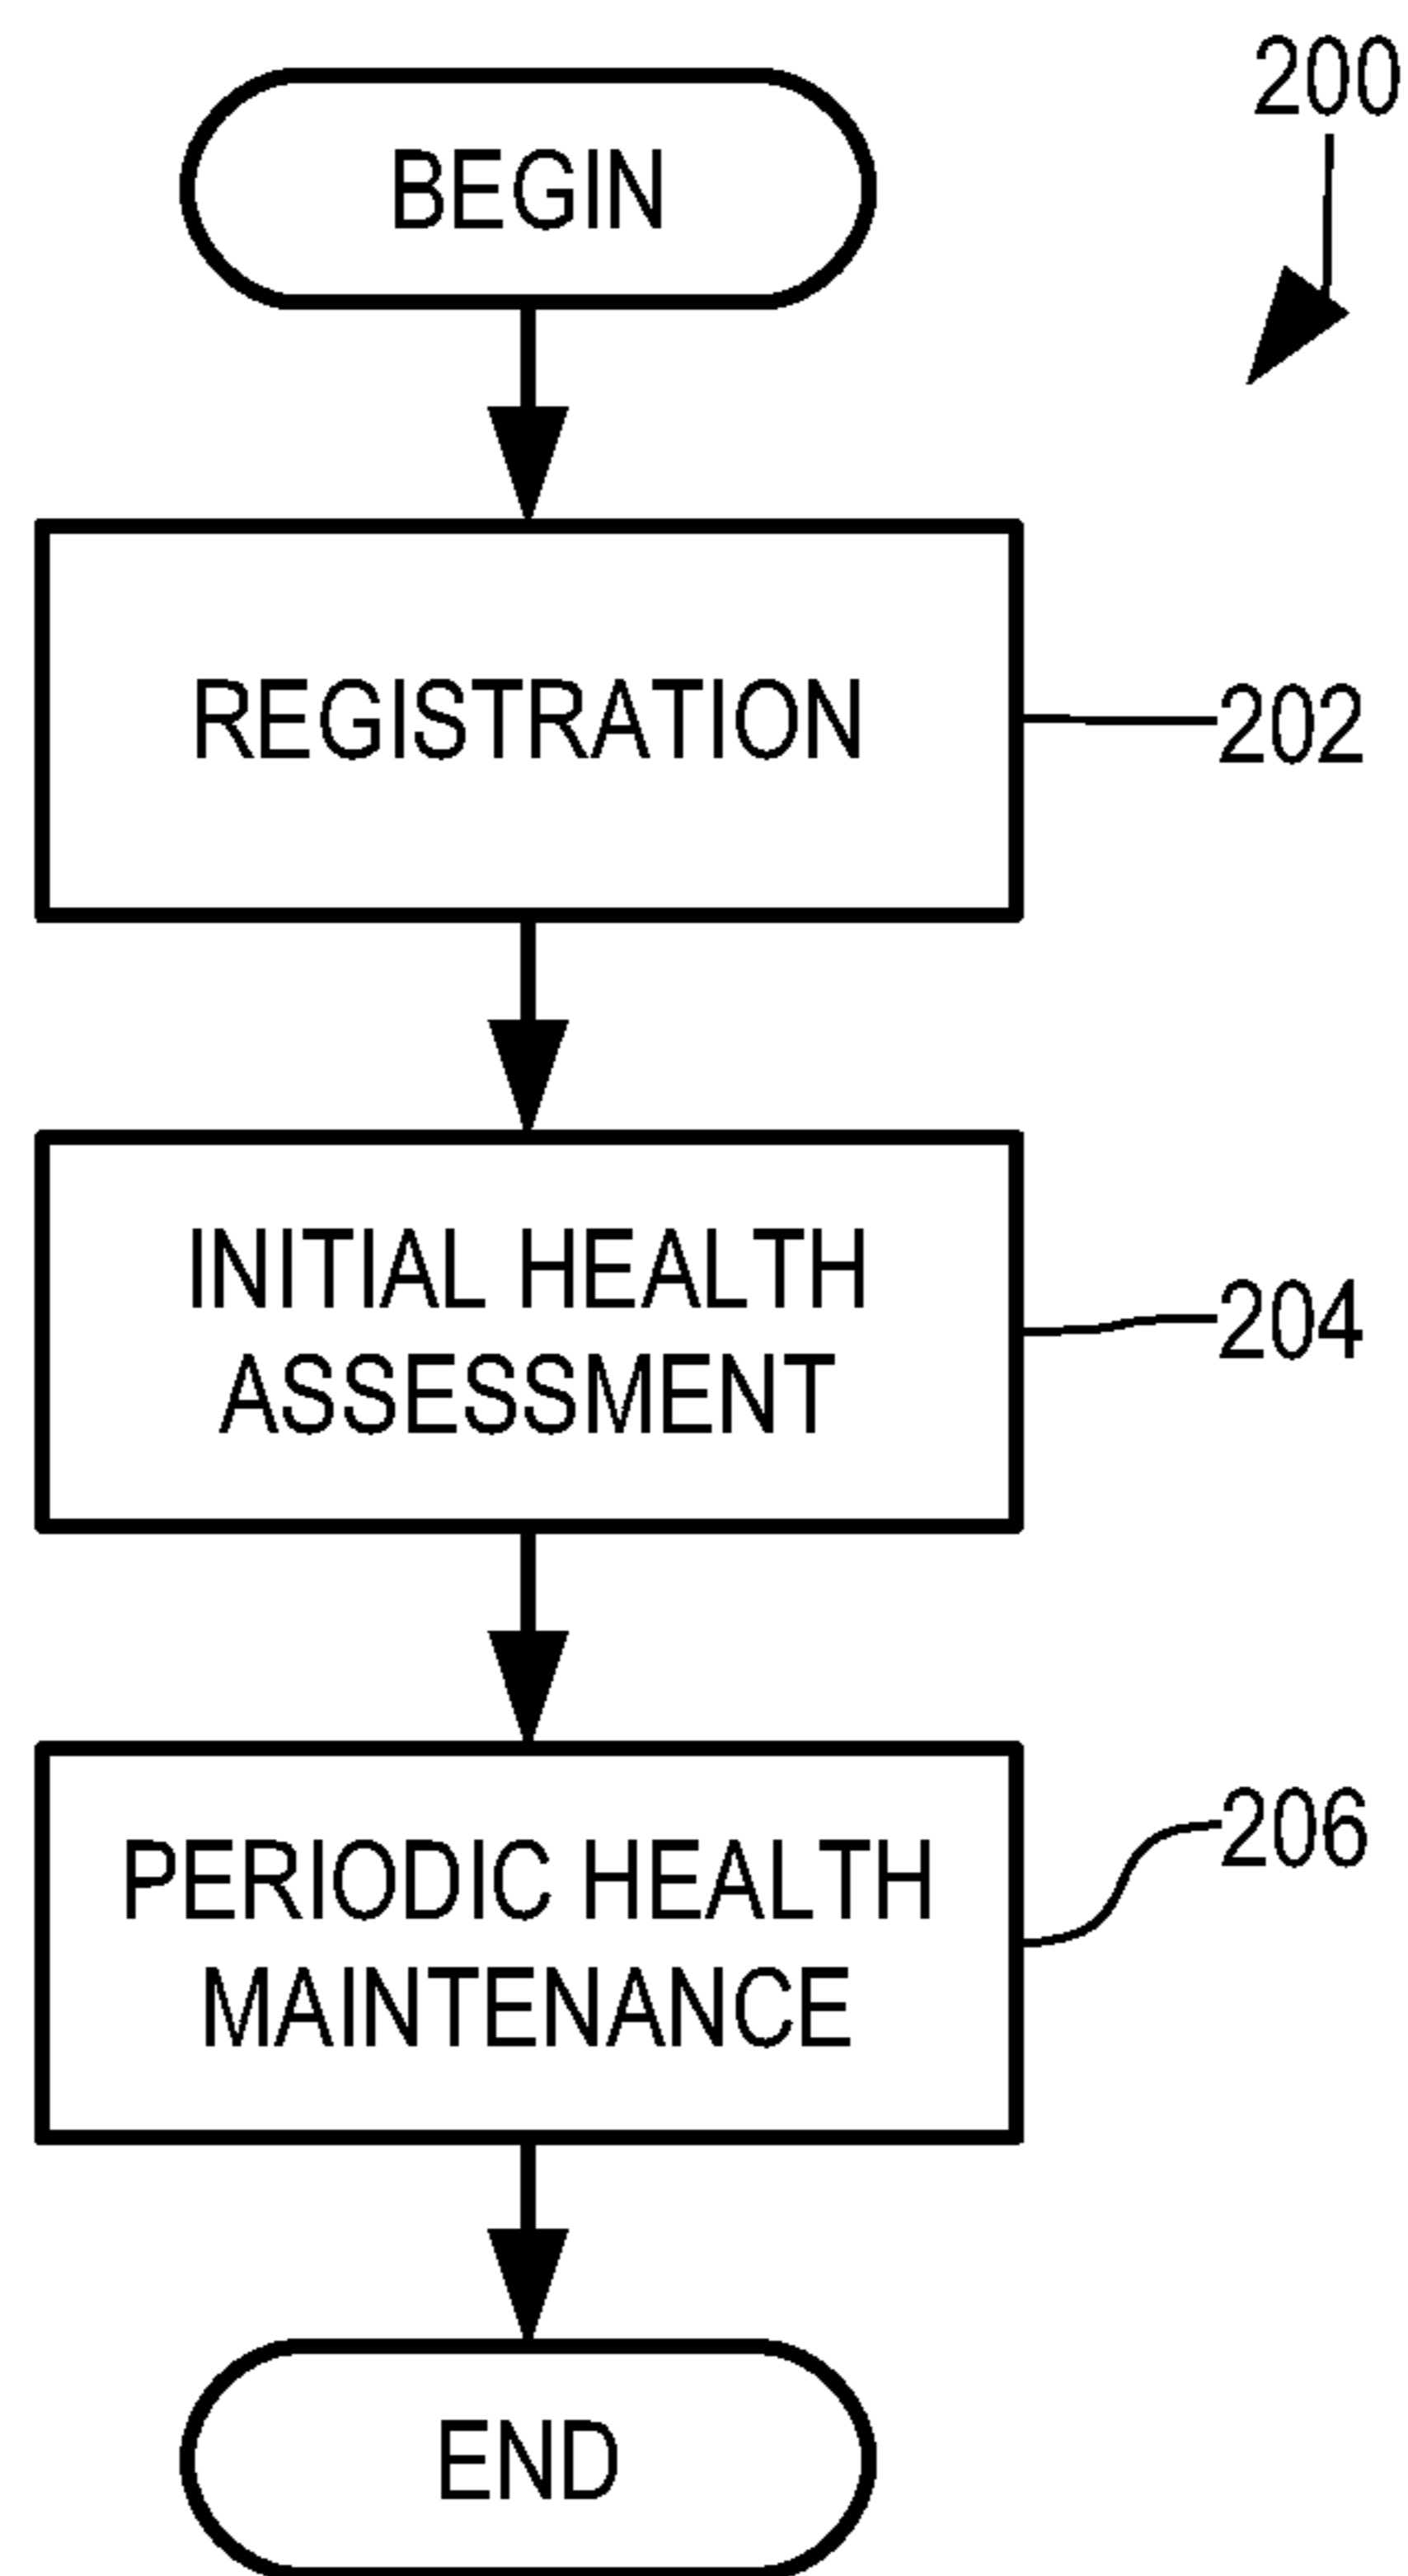 200
BEGIN
REGISTRATION
202
INITIAL HEALTH
ASSESSMENT
204
PERIODIC HEALTH
MAINTENANCE
206
END